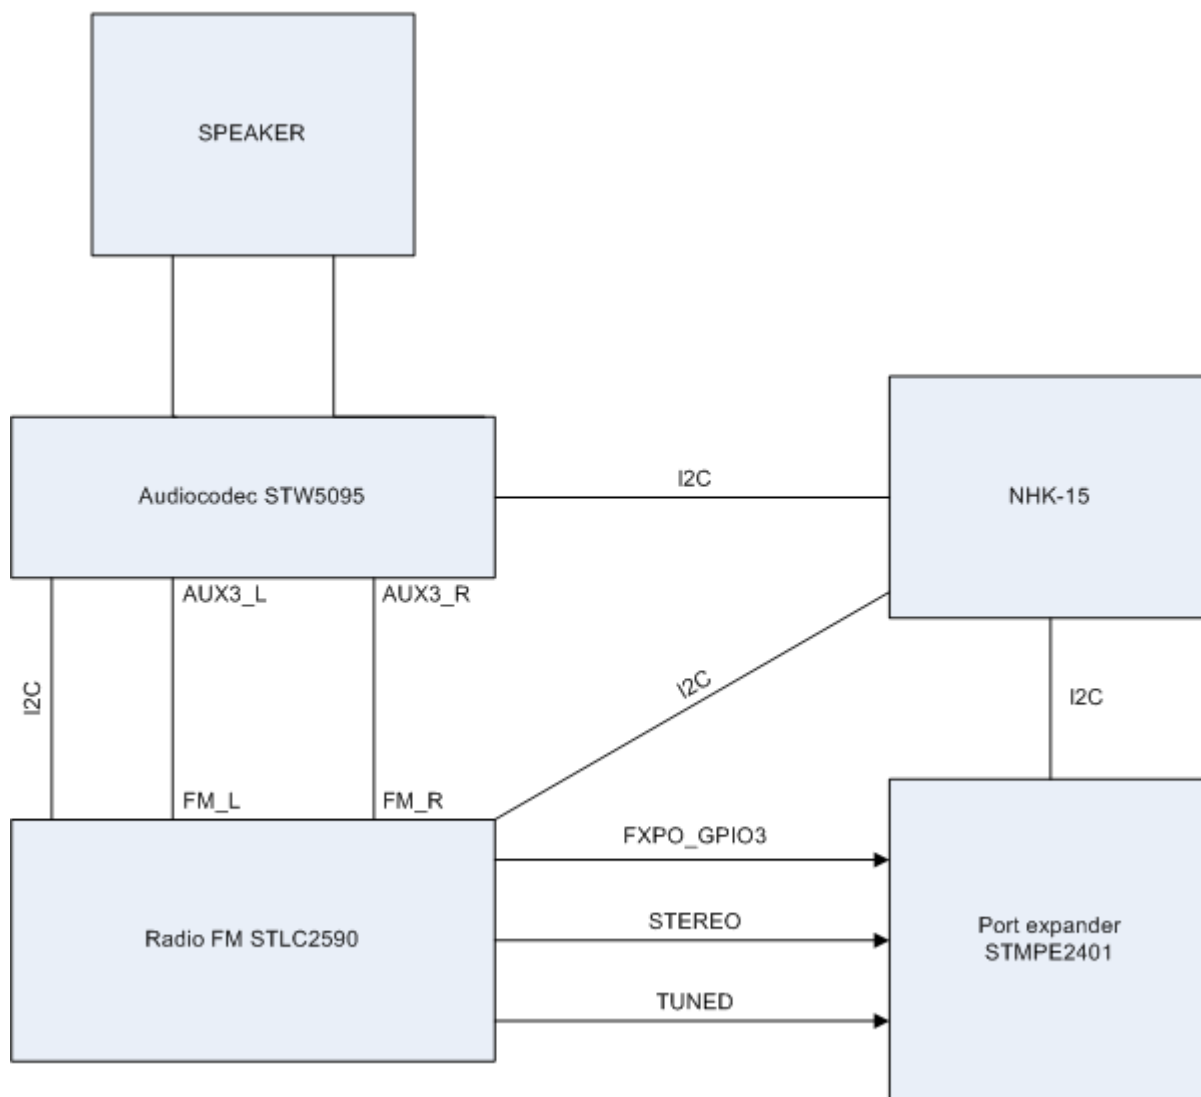 SPEAKER
Audiocodec STW5095
I2C
NHK-15
AUX3_L
AUX3_R
I2C
I2C
I2C
FM_L
FM_R
FXPO_GPIO3
Radio FM STLC2590
STEREO
Port expander
STMPE2401
TUNED